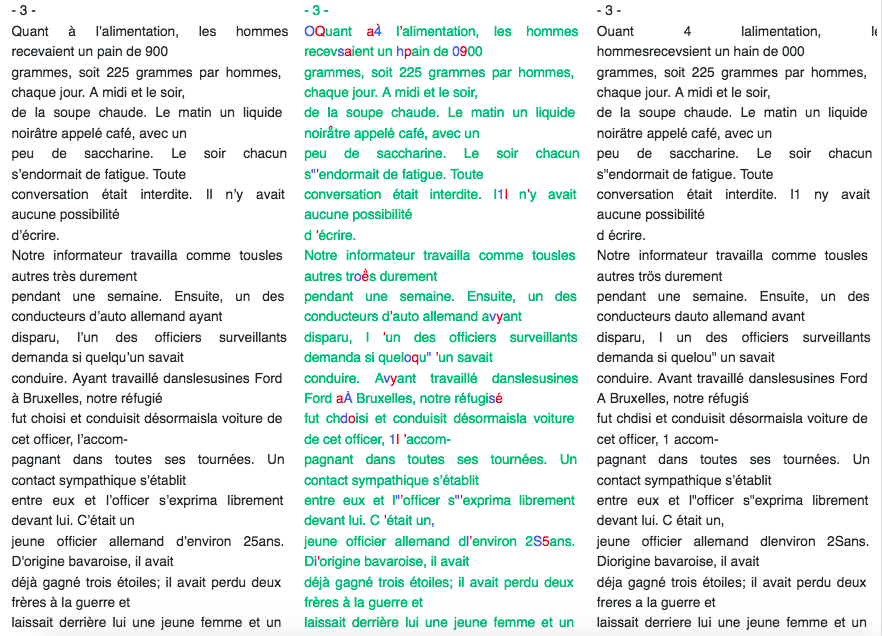 - 3 -
Quant à l'alimentation, les hommes
recevaient un pain de 900
grammes, soit 225 grammes par hommes,
chaque jour. A midi et le soir,
de la soupe chaude. Le matin un liquide
noirâtre appelé café, avec un
peu de saccharine. Le soir chacun
s'endormait de fatigue. Toute
conversation était interdite. Il n'y avait
aucune possibilité
d'écrire.
Notre informateur travailla comme tousles
autres très durement
pendant une semaine. Ensuite, un des
conducteurs d'auto allemand ayant
disparu, l'un des officiers surveillants
demanda si quelqu'un savait
conduire. Ayant travaillé danslesusines Ford
à Bruxelles, notre réfugié
fut choisi et conduisit désormaisla voiture de
cet officer, l'accom-
pagnant dans toutes ses tournées. Un
contact sympathique s'établit
entre eux et l'officer s'exprima librement
devant lui. C'était un
jeune officier allemand d'environ 25ans.
D'origine bavaroise, il avait
déjà gagné trois étoiles; il avait perdu deux
frères à la guerre et
laissait derrière lui une jeune femme et un
- 3 -
OQuant à4 l'alimentation, les hommes
recevsaient un hpain de 0900
grammes, soit 225 grammes par hommes,
chaque jour. A midi et le soir,
de la soupe chaude. Le matin un liquide
noirâtre appelé café, avec un
peu de saccharine. Le soir chacun
s"'endormait de fatigue. Toute
conversation était interdite. I1l n'y avait
aucune possibilité
d 'écrire.
Notre informateur travailla comme tousles
autres troès durement
pendant une semaine. Ensuite, un des
conducteurs d'auto allemand avyant
disparu, l 'un des officiers surveillants
demanda si queloqu" 'un savait
conduire. Avyant travaillé danslesusines
Ford aÀ Bruxelles, notre réfugisé
fut chdoisi et conduisit désormaisla voiture
de cet officer, 1l 'accom-
pagnant dans toutes ses tournées. Un
contact sympathique s'établit
entre eux et l"'officer s"'exprima librement
devant lui. C 'était un,
jeune officier allemand dl'environ 2S5ans.
Di'origine bavaroise, il avait
déjà gagné trois étoiles; il avait perdu deux
frères à la guerre et
laissait derrière lui une jeune femme et un
- 3 -
Ouant 4 lalimentation, le
hommesrecevsient un hain de 000
grammes, soit 225 grammes par hommes,
chaque jour. A midi et le soir,
de la soupe chaude. Le matin un liquide
noirätre appelé café, avec un
peu de saccharine. Le soir chacun
s"endormait de fatigue. Toute
conversation était interdite. I1 ny avait
aucune possibilité
d écrire.
Notre informateur travailla comme tousles
autres trös durement
pendant une semaine. Ensuite, un des
conducteurs dauto allemand avant
disparu, l un des officiers surveillants
demanda si quelou" un savait
conduire. Avant travaillé danslesusines Ford
A Bruxelles, notre réfugiś
fut chdisi et conduisit désormaisla voiture de
cet officer, 1 accom-
pagnant dans toutes ses tournées. Un
contact sympathique s'établit
entre eux et l"officer s"exprima librement
devant lui. C était un,
jeune officier allemand dlenviron 2Sans.
Diorigine bavaroise, il avait
déja gagné trois étoiles; il avait perdu deux
freres a la guerre et
laissait derriere lui une jeune femme et un